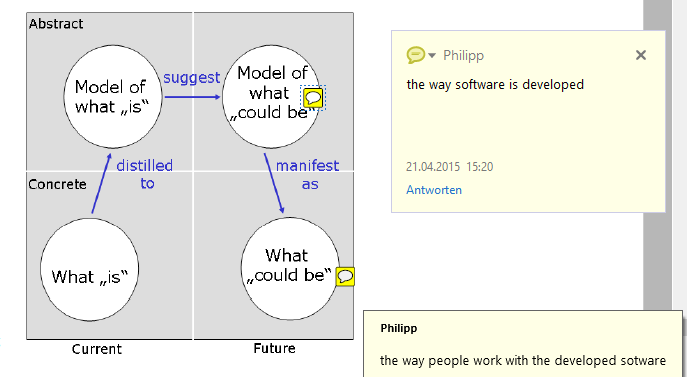 Abstract
Model of
what „is“
suggest
Model of
what
„could be“
distilled
to
manifest
as
Concrete
What „is“
What
„could be“
Current
Future
Philipp
the way software is developed
21.04.2015 15:20
Antworten
Philipp
the way people work with the developed sotware